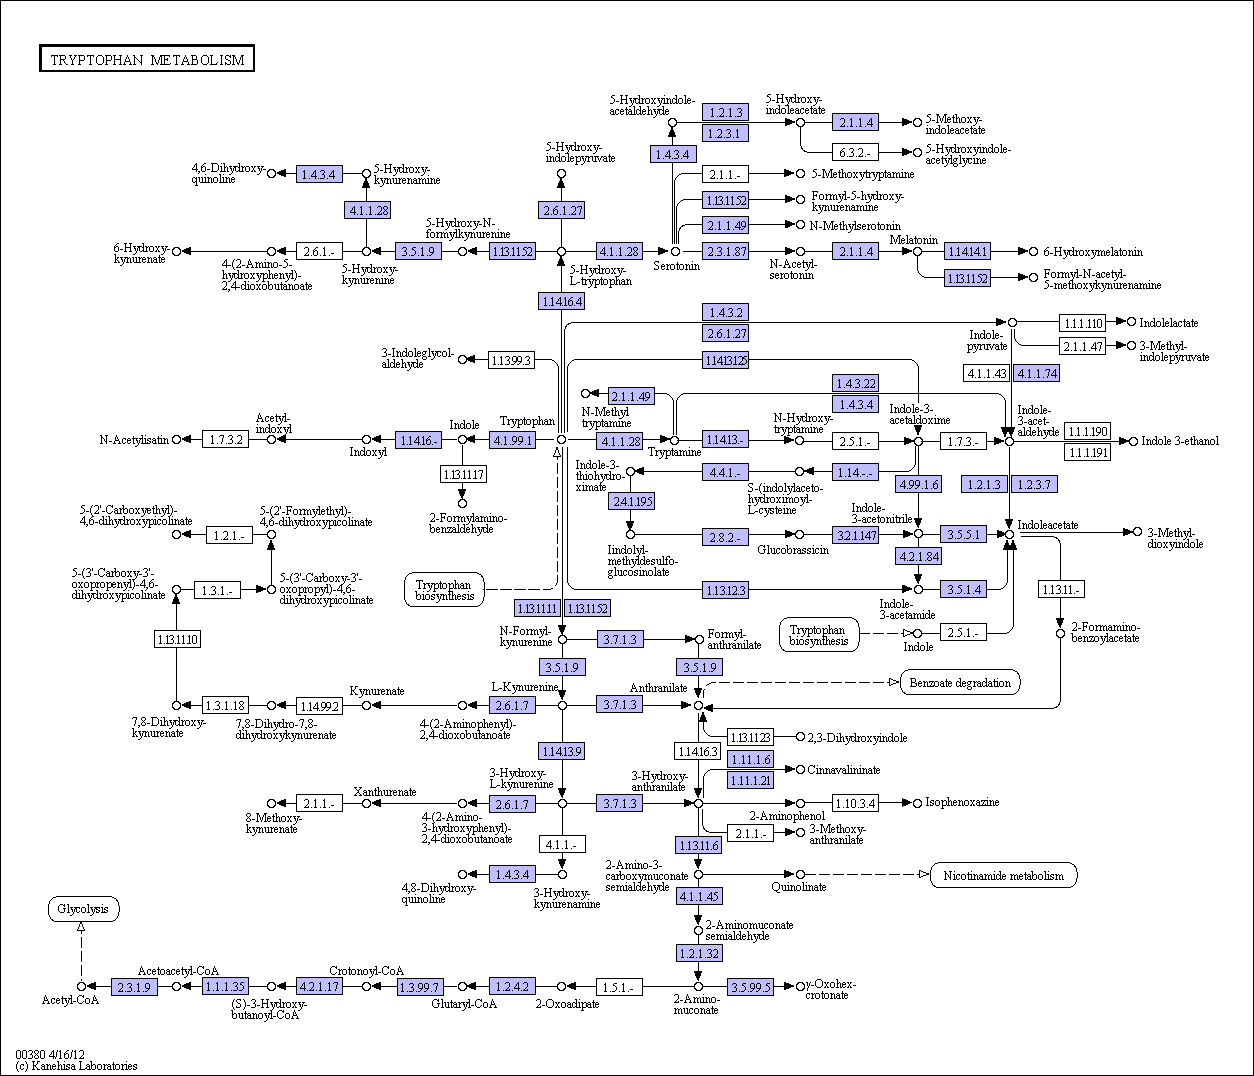 TRYPTOPHAN METABOLISM
5-Hydroxyindole-
acetaldehyde
1.2.1.3
1.2.3.1
5-Hydroxy-
indoleacetate
2.1.1.4
5-Methoxy-
indoleacetate
6.3.2.-
5-Hydroxyindole-
acetylglycine
1.4.3.4
5-Hydroxy-
indolepyruvate
4,6-Dihydroxy-
quinoline
1.4.3.4
5-Hydroxy-
kynurenamine
2.1.1.-
5-Methoxytryptamine
4.1.1.28
2.6.1.27
1.13.11.52
Formyl-5-hydroxy-
kynurenamine
2.1.1.49
N-Methylserotonin
5-Hydroxy-N-
formylkynurenine
6-Hydroxy-
kynurenate
2.6.1.-
3.5.1.9
1.13.11.52
4.1.1.28
2.3.1.87
2.1.1.4
Melatonin
1.14.14.1
6-Hydroxymelatonin
4-(2-Amino-5-
hydroxyphenyl)-
2,4-dioxobutanoate
5-Hydroxy-
kynurenine
5-Hydroxy-
L-tryptophan
Serotonin
N-Acetyl-
serotonin
1.13.11.52
Formyl-N-acetyl-
5-methoxykynurenamine
1.14.16.4
1.4.3.2
2.6.1.27
Indole-
pyruvate
1.1.1.110
Indolelactate
2.1.1.47
3-Methyl-
indolepyruvate
3-Indoleglycol
aldehyde
1.13.99.3
1.14.13.125
4.1.1.43
4.1.1.74
2.1.1.49
N-Methyl
tryptamine
1.4.3.22
1.4.3.4
N-Hydroxy-
tryptamine
Indole-3-
acetaldoxime
Indole-
3-acet-
aldehyde
1.1.1.190
1.1.1.191
Indole 3-ethanol
N-Acetylisatin
1.7.3.2
Acetyl-
indoxyl
Indoxyl
1.14.16.-
Indole
4.1.99.1
Tryptophan
4.1.1.28
Tryptamine
1.14.13.-
2.5.1.-
1.7.3.-
1.13.11.17
2-Formylamino-
benzaldehyde
Indole-3-
thiohydro-
ximate
4.4.1.-
1.14.-.-
S-(indolylaceto-
hydroximoyl-
L-cysteine
4.99.1.6
1.2.1.3
1.2.3.7
2.4.1.195
Indole-
3-acetonitrile
Indoleacetate
3-Methyl-
dioxyindole
5-(2'-Carboxyethyl)-
4,6-dihydroxypicolinate
5-(2'-Formylethyl)-
4,6-dihydroxypicolinate
1.2.1.-
Iindolyl-
methyldesulfo-
glucosinolate
2.8.2.-
Glucobrassicin
3.2.1.147
3.5.5.1
4.2.1.84
5-(3'-Carboxy-3'-
oxopropenyl)-4,6-
dihydroxypicolinate
1.3.1.-
5-(3'-Carboxy-3'-
oxopropyl)-4,6-
dihydroxypicolinate
Tryptophan
biosynthesis
1.13.12.3
Indole-
3-acetamide
3.5.1.4
1.13.11.-
1.13.11.11
1.13.11.52
1.13.11.10
N-Formyl-
kynurenine
3.7.1.3
Formyl-
anthranilate
Tryptophan
biosynthesis
Indole
2.5.1.-
2-Formamino-
benzoylacetate
3.5.1.9
3.5.1.9
Benzoate degradation
7,8-Dihydroxy-
kynurenate
1.3.1.18
7,8-Dihydro-7,8-
dihydroxykynurenate
1.14.99.2
Kynurenate
4-(2-Aminophenyl)-
2,4-dioxobutanoate
2.6.1.7
L-Kynurenine
3.7.1.3
Anthranilate
1.14.13.9
1.14.16.3
1.13.11.23
2,3-Dihydroxyindole
1.11.1.6
1.11.1.21
Cinnavalininate
8-Methoxy-
kynurenate
2.1.1.-
Xanthurenate
4-(2-Amino-
3-hydroxyphenyl)-
2,4-dioxobutanoate
2.6.1.7
3-Hydroxy-
L-kynurenine
3.7.1.3
3-Hydroxy-
anthranilate
2-Aminophenol
1.10.3.4
Isophenoxazine
2.1.1.-
3-Methoxy-
anthranilate
4.1.1.-
1.13.11.6
4,8-Dihydroxy-
quinoline
1.4.3.4
3-Hydroxy-
kynurenamine
2-Amino-3-
carboxymuconate
semialdehyde
Quinolinate
Nicotinamide metabolism
4.1.1.45
2-Aminomuconate
semialdehyde
1.2.1.32
Glycolysis
Acetyl-CoA
2.3.1.9
Acetoacetyl-CoA
1.1.1.35
(S)-3-Hydroxy-
butanoyl-CoA
4.2.1.17
Crotonoyl-CoA
1.3.99.7
Glutaryl-CoA
1.2.4.2
2-Oxoadipate
1.5.1.-
2-Amino-
muconate
3.5.99.5
γ-Oxohex-
crotonate
00380 4/16/12
(c) Kanehisa Laboratories